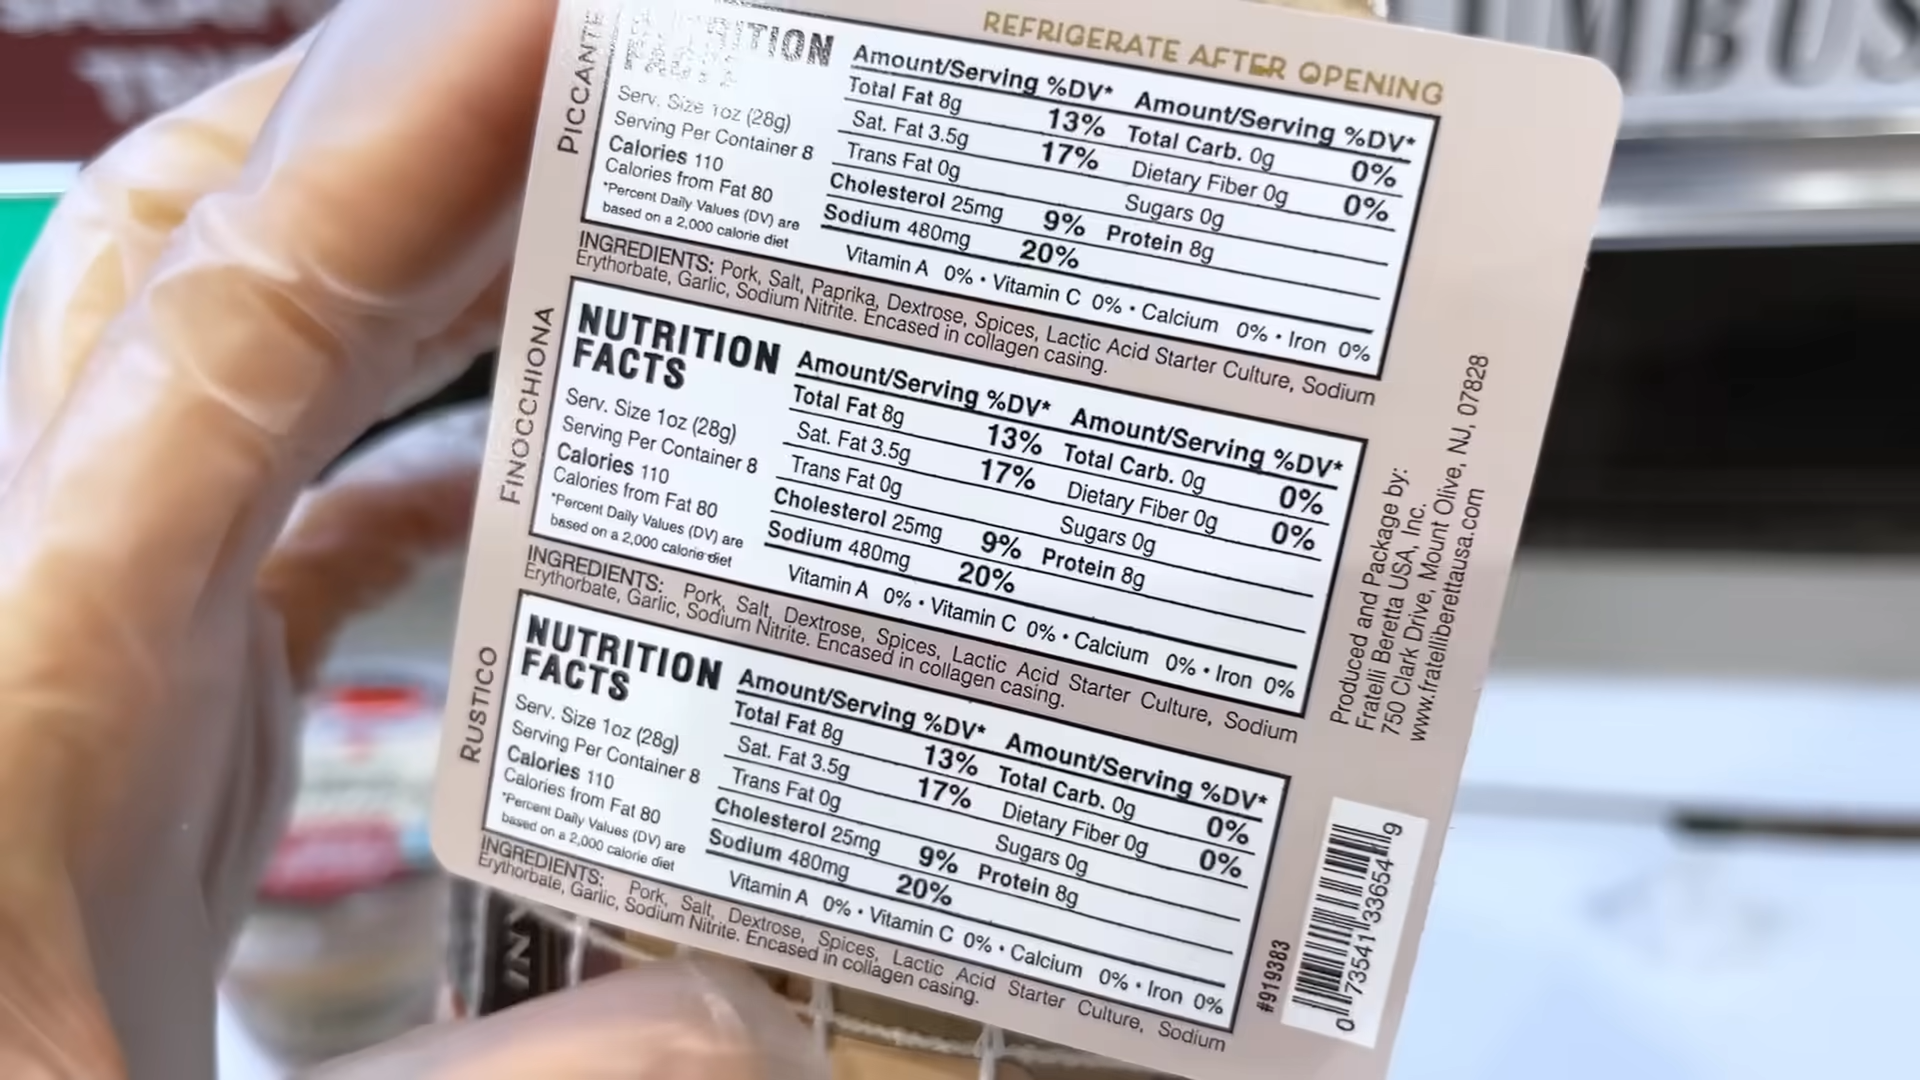 REFRIGERATE AFTER OPENING
PICCANTE
NUTRITION
FACTS
Serv. Size 1oz (28g)
Serving Per Container 8
Calories 110
Calories from Fat 80
*Percent Daily Values (DV) are
based on a 2,000 calorie diet
Amount/Serving %DV* Amount/Serving %DV*
Total Fat 8g 13% Total Carb. 0g 0%
Sat. Fat 3.5g 17% Dietary Fiber 0g 0%
Trans Fat 0g Sugars 0g
Cholesterol 25mg 9% Protein 8g
Sodium 480mg 20%
Vitamin A 0% • Vitamin C 0% • Calcium 0% • Iron 0%
INGREDIENTS: Pork, Salt, Paprika, Dextrose, Spices, Lactic Acid Starter Culture, Sodium
Erythorbate, Garlic, Sodium Nitrite. Encased in collagen casing.
FINOCCHIONA
NUTRITION
FACTS
Serv. Size 1oz (28g)
Serving Per Container 8
Calories 110
Calories from Fat 80
*Percent Daily Values (DV) are
based on a 2,000 calorie diet
Amount/Serving %DV* Amount/Serving %DV*
Total Fat 8g 13% Total Carb. 0g 0%
Sat. Fat 3.5g 17% Dietary Fiber 0g 0%
Trans Fat 0g Sugars 0g
Cholesterol 25mg 9% Protein 8g
Sodium 480mg 20%
Vitamin A 0% • Vitamin C 0% • Calcium 0% • Iron 0%
INGREDIENTS: Pork, Salt, Dextrose, Spices, Lactic Acid Starter Culture, Sodium
Erythorbate, Garlic, Sodium Nitrite. Encased in collagen casing.
RUSTICO
NUTRITION
FACTS
Serv. Size 1oz (28g)
Serving Per Container 8
Calories 110
Calories from Fat 80
*Percent Daily Values (DV) are
based on a 2,000 calorie diet
Amount/Serving %DV* Amount/Serving %DV*
Total Fat 8g 13% Total Carb. 0g 0%
Sat. Fat 3.5g 17% Dietary Fiber 0g 0%
Trans Fat 0g Sugars 0g
Cholesterol 25mg 9% Protein 8g
Sodium 480mg 20%
Vitamin A 0% • Vitamin C 0% • Calcium 0% • Iron 0%
INGREDIENTS: Pork, Salt, Dextrose, Spices, Lactic Acid Starter Culture, Sodium
Erythorbate, Garlic, Sodium Nitrite. Encased in collagen casing.
Produced and Package by:
Fratelli Beretta USA, Inc.
750 Clark Drive, Mount Olive, NJ, 07828
www.fratelliberettausa.com
#919383
0 73541 33654 9